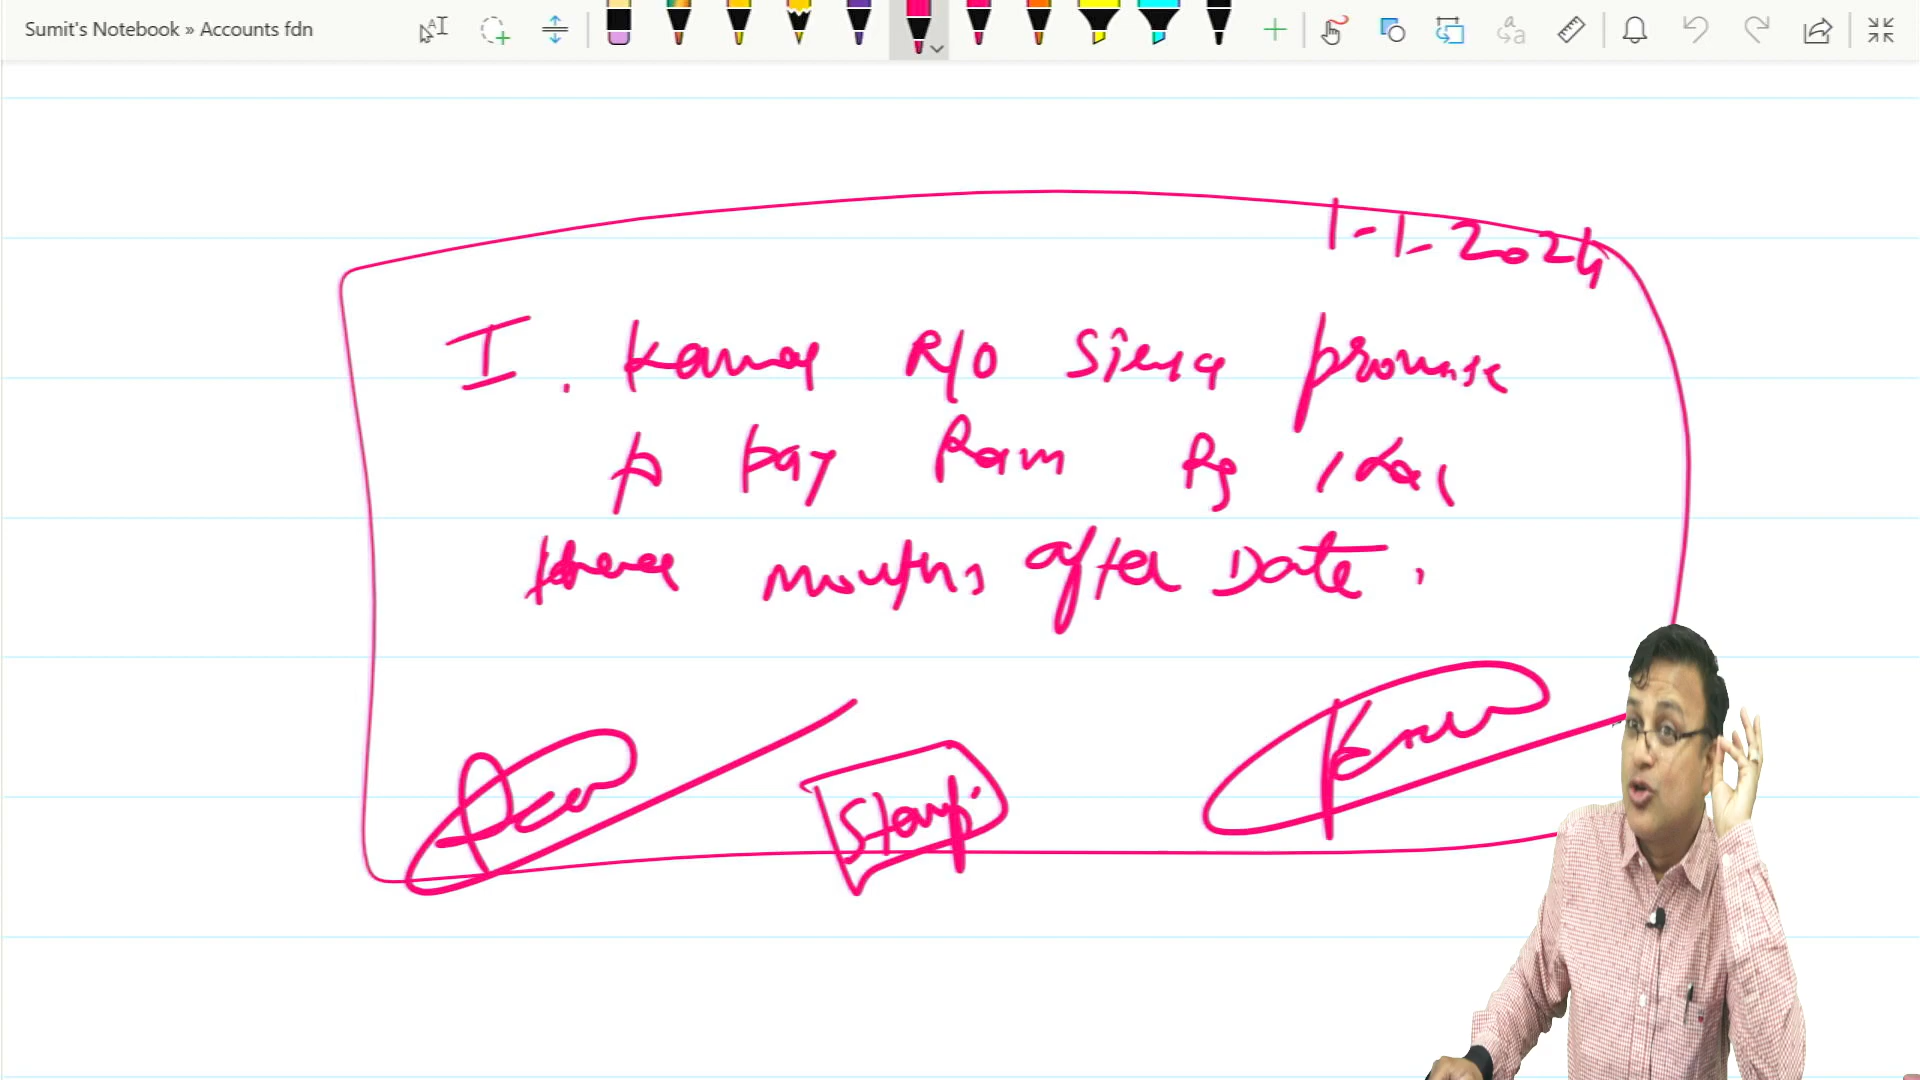 Sumit's Notebook » Accounts fdn
1-1-2024
I. Kamal R/O Sirsa promise
to pay Ram Rs 1 lac
three months after Date.
Stamp